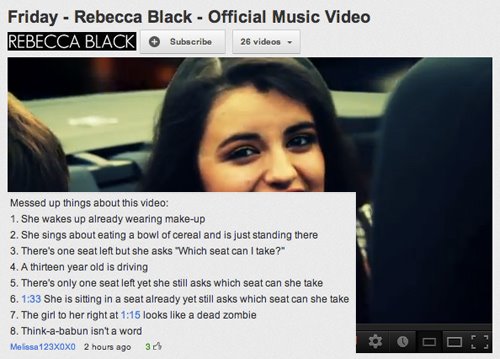 Friday - Rebecca Black - Official Music Video
REBECCA BLACK Subscribe 26 videos
Messed up things about this video:
1. She wakes up already wearing make-up
2. She sings about eating a bowl of cereal and is just standing there
3. There's one seat left but she asks "Which seat can I take?"
4. A thirteen year old is driving
5. There's only one seat left yet she still asks which seat can she take
6. 1:33 She is sitting in a seat already yet still asks which seat can she take
7. The girl to her right at 1:15 looks like a dead zombie
8. Think-a-babun isn't a word
Melissa123X0X0 2 hours ago 3